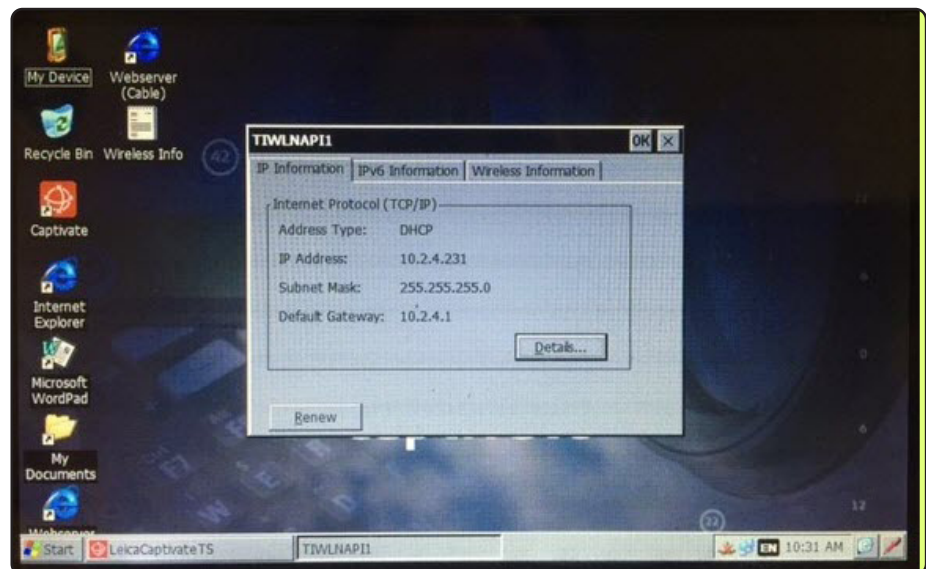 My Device
Webserver
(Cable)
Recycle Bin
Wireless Info
42
Captivate
Internet
Explorer
Microsoft
WordPad
My
Documents
TIWLNAPI1
OK
IP Information
IPv6 Information
Wireless Information
Internet Protocol (TCP/IP)
Address Type: DHCP
IP Address: 10.2.4.231
Subnet Mask: 255.255.255.0
Default Gateway: 10.2.4.1
Details...
Renew
12
22
Start
LeicaCaptivateTS
TIWLNAPI1
EN
10:31 AM